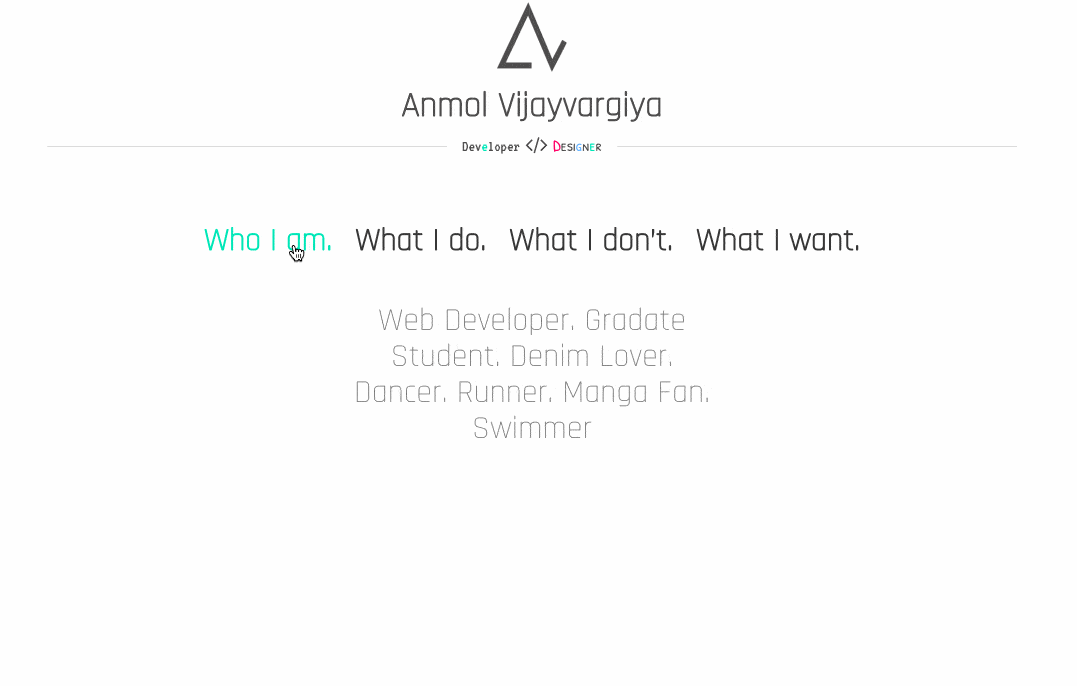 Anmol Vijayvargiya
Developer </> DESIGNER
Who I am. What I do. What I don't. What I want.
Web Developer. Gradate
Student. Denim Lover.
Dancer. Runner. Manga Fan.
Swimmer